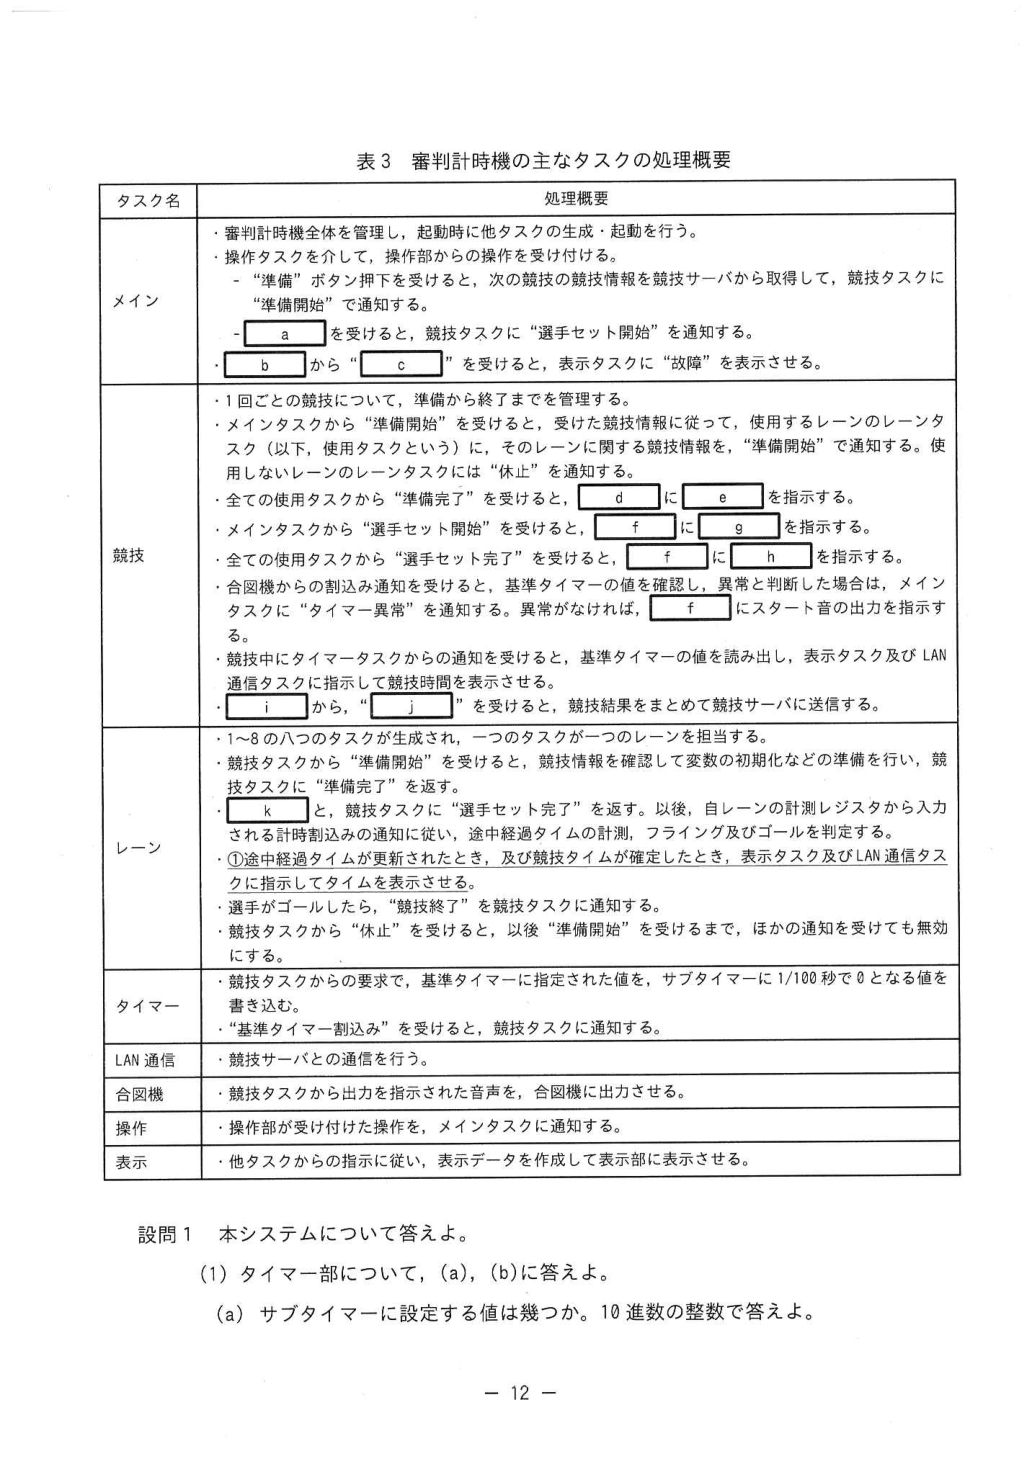 表3　審判計時機の主なタスクの処理概要
タスク名
処理概要
メイン
・審判計時機全体を管理し，起動時に他タスクの生成・起動を行う。
・操作タスクを介して，操作部からの操作を受け付ける。
- “準備”ボタン押下を受けると，次の競技の競技情報を競技サーバから取得して，競技タスクに
“準備開始”で通知する。
- a を受けると，競技タスクに“選手セット開始”を通知する。
・ b から“ c ”を受けると，表示タスクに“故障”を表示させる。
競技
・1回ごとの競技について，準備から終了までを管理する。
・メインタスクから“準備開始”を受けると，受けた競技情報に従って，使用するレーンのレーンタ
スク（以下，使用タスクという）に，そのレーンに関する競技情報を，“準備開始”で通知する。使
用しないレーンのレーンタスクには“休止”を通知する。
・全ての使用タスクから“準備完了”を受けると， d に e を指示する。
・メインタスクから“選手セット開始”を受けると， f に g を指示する。
・全ての使用タスクから“選手セット完了”を受けると， f に h を指示する。
・合図機からの割込み通知を受けると，基準タイマーの値を確認し，異常と判断した場合は，メイン
タスクに“タイマー異常”を通知する。異常がなければ， f にスタート音の出力を指示す
る。
・競技中にタイマータスクからの通知を受けると，基準タイマーの値を読み出し，表示タスク及びLAN
通信タスクに指示して競技時間を表示させる。
・ i から，“ j ”を受けると，競技結果をまとめて競技サーバに送信する。
レーン
・1～8の八つのタスクが生成され，一つのタスクが一つのレーンを担当する。
・競技タスクから“準備開始”を受けると，競技情報を確認して変数の初期化などの準備を行い，競
技タスクに“準備完了”を返す。
・ k と，競技タスクに“選手セット完了”を返す。以後，自レーンの計測レジスタから入力
される計時割込みの通知に従い，途中経過タイムの計測，フライング及びゴールを判定する。
・①途中経過タイムが更新されたとき，及び競技タイムが確定したとき，表示タスク及びLAN通信タス
クに指示してタイムを表示させる。
・選手がゴールしたら，“競技終了”を競技タスクに通知する。
・競技タスクから“休止”を受けると，以後“準備開始”を受けるまで，ほかの通知を受けても無効
にする。
タイマー
・競技タスクからの要求で，基準タイマーに指定された値を，サブタイマーに1/100秒で0となる値を
書き込む。
・“基準タイマー割込み”を受けると，競技タスクに通知する。
LAN通信
・競技サーバとの通信を行う。
合図機
・競技タスクから出力を指示された音声を，合図機に出力させる。
操作
・操作部が受け付けた操作を，メインタスクに通知する。
表示
・他タスクからの指示に従い，表示データを作成して表示部に表示させる。
設問1　本システムについて答えよ。
(1) タイマー部について，(a)，(b)に答えよ。
(a) サブタイマーに設定する値は幾つか。10進数の整数で答えよ。
－ 12 －